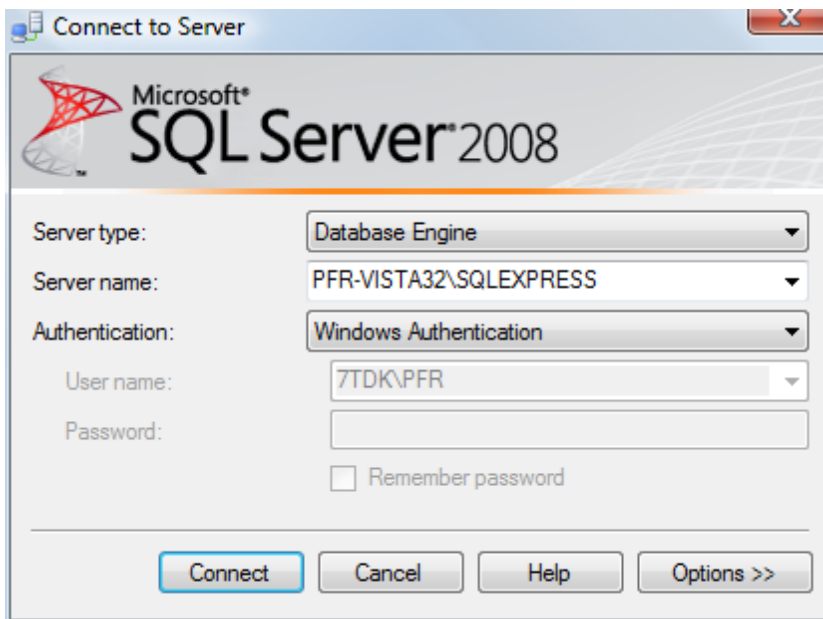 Connect to Server
Microsoft®
SQL Server® 2008
Server type: Database Engine
Server name: PFR-VISTA32\SQLEXPRESS
Authentication: Windows Authentication
User name: 7TDK\PFR
Password:
Remember password
Connect Cancel Help Options >>